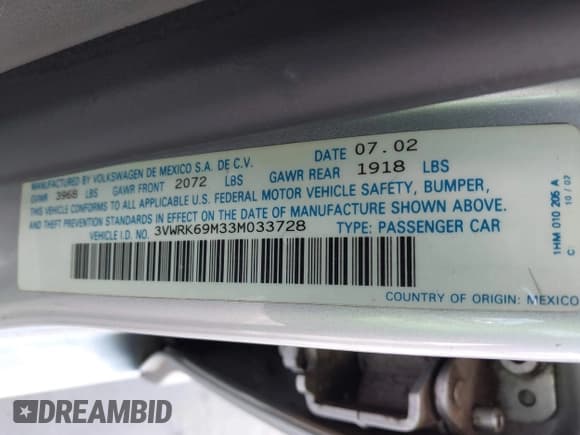 MANUFACTURED BY VOLKSWAGEN DE MEXICO S.A. DE C.V. DATE 07.02
GVWR 3968 LBS GAWR FRONT 2072 LBS GAWR REAR 1918 LBS
CONFORMS TO ALL APPLICABLE U.S. FEDERAL MOTOR VEHICLE SAFETY, BUMPER,
AND THEFT PREVENTION STANDARDS IN EFFECT ON THE DATE OF MANUFACTURE SHOWN ABOVE.
VEHICLE I.D. NO. 3VWRK69M33M033728 TYPE: PASSENGER CAR
COUNTRY OF ORIGIN: MEXICO
1HM 010 205 A
C 10/02
DREAMBID